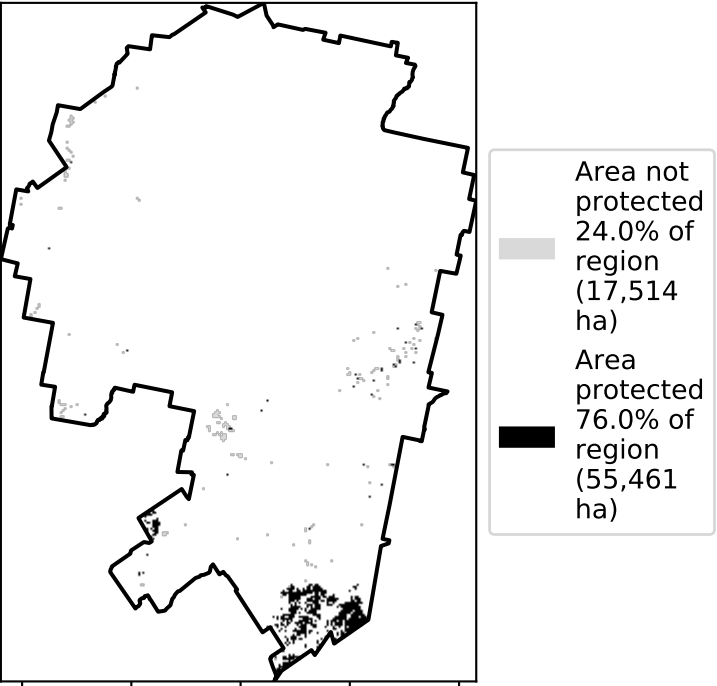 Area not
protected
24.0% of
region
(17,514
ha)
Area
protected
76.0% of
region
(55,461
ha)